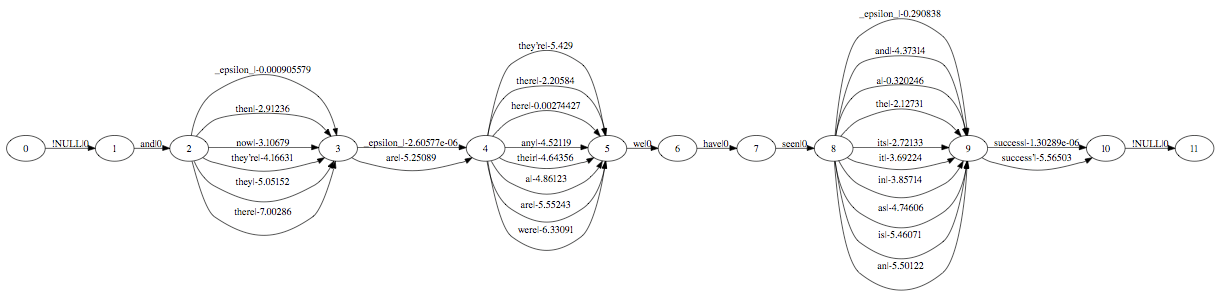 0
!NULL|0
1
and|0
2
_epsilon_|-0.000905579
then|-2.91236
now|-3.10679
they're|-4.16631
they|-5.05152
there|-7.00286
3
_epsilon_|-2.60577e-06
are|-5.25089
4
they're|-5.429
there|-2.20584
here|-0.00274427
any|-4.52119
their|-4.64356
a|-4.86123
are|-5.55243
were|-6.33091
5
we|0
6
have|0
7
seen|0
8
_epsilon_|-0.290838
and|-4.37314
a|-0.320246
the|-2.12731
its|-2.72133
it|-3.69224
in|-3.85714
as|-4.74606
is|-5.46071
an|-5.50122
9
success|-1.30289e-06
success'|-5.56503
10
!NULL|0
11